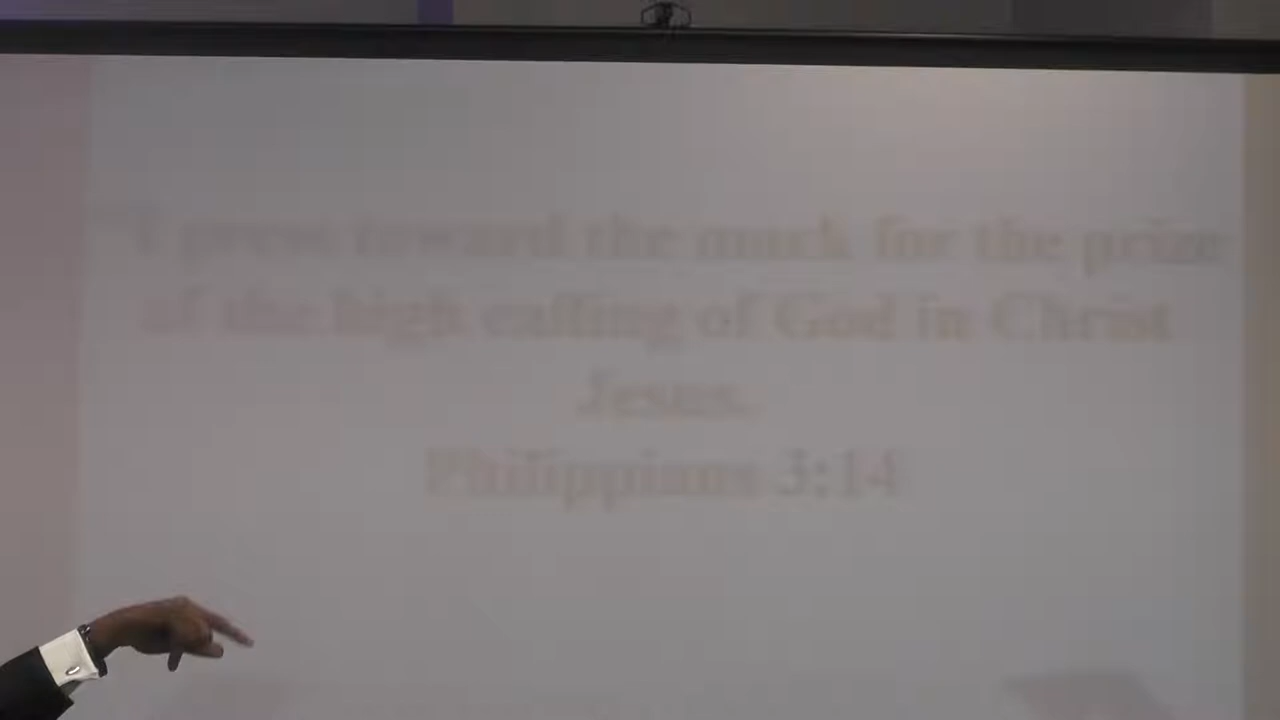 "I press toward the mark for the prize
of the high calling of God in Christ
Jesus.
Philippians 3:14